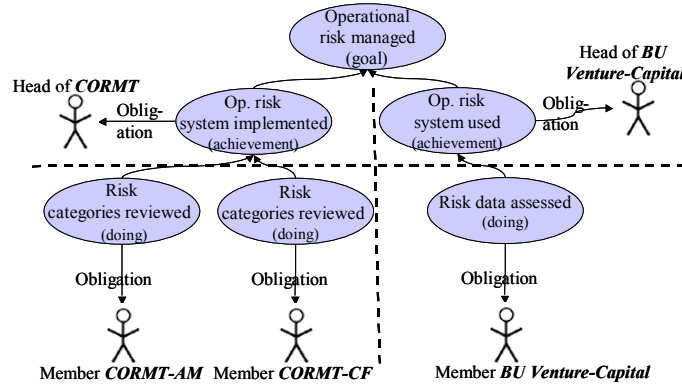 Operational
risk managed
(goal)
Head of BU
Venture-Capital
Head of CORMT
Oblig-
ation
Op. risk
system implemented
(achievement)
Op. risk
system used
(achievement)
Oblig-
ation
Risk
categories reviewed
(doing)
Risk
categories reviewed
(doing)
Risk data assessed
(doing)
Obligation
Obligation
Obligation
Member CORMT-AM
Member CORMT-CF
Member BU Venture-Capital